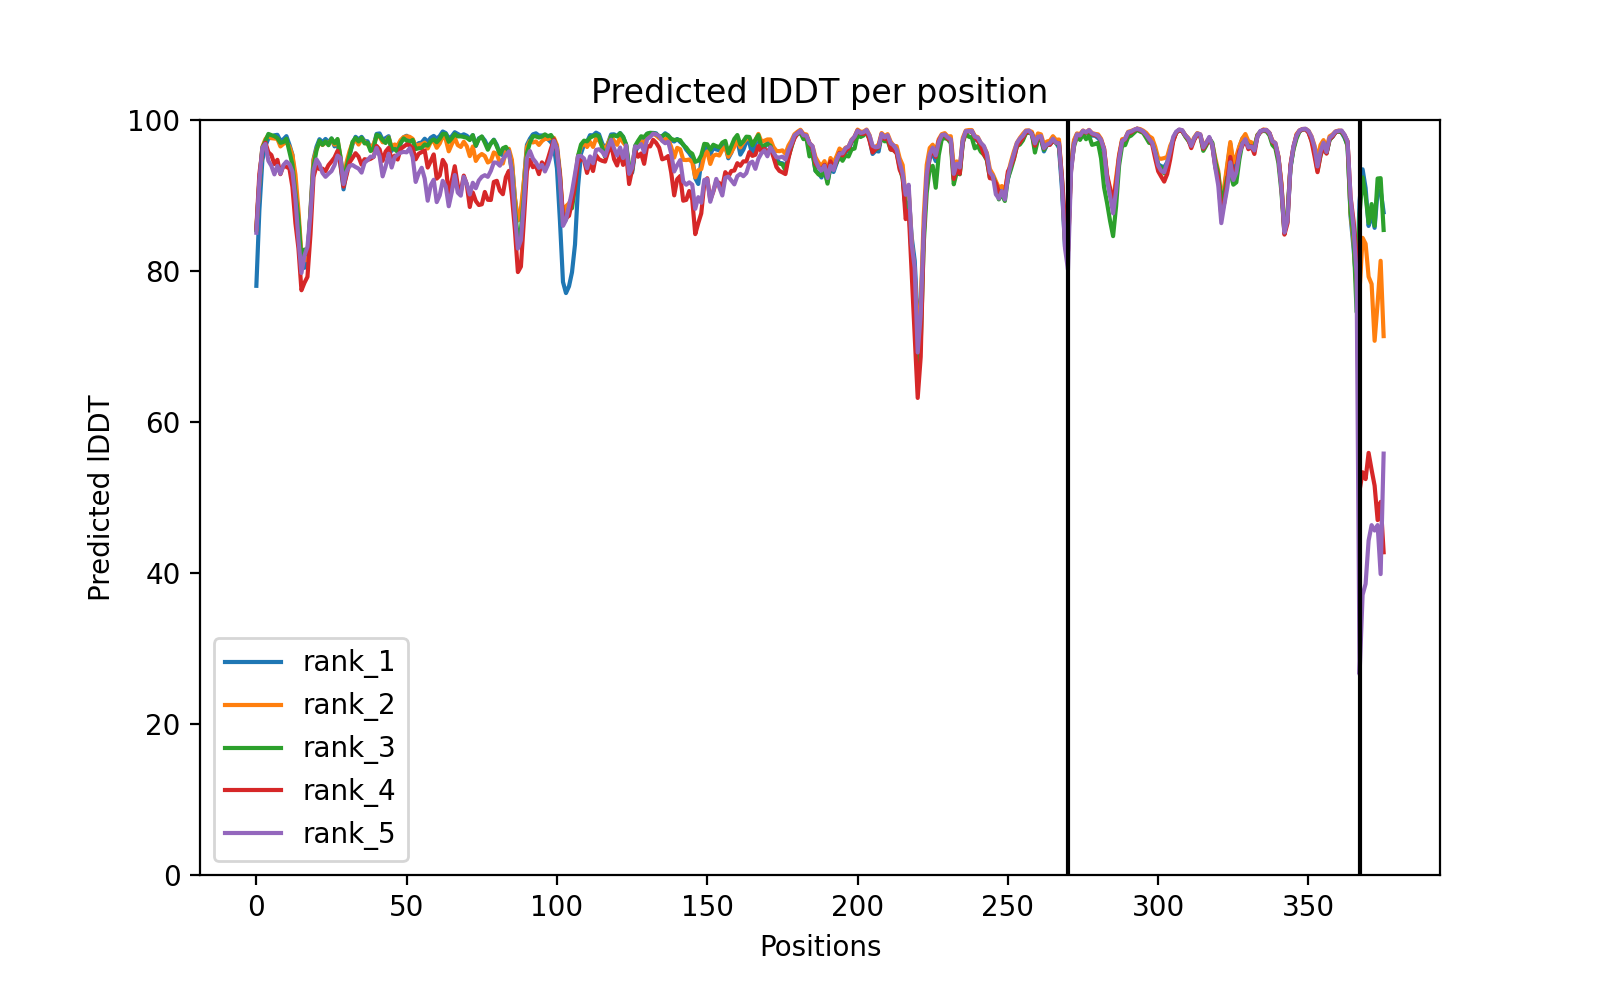 Predicted lDDT per position
100
80
60
40
20
0
Predicted lDDT
rank_1
rank_2
rank_3
rank_4
rank_5
0 50 100 150 200 250 300 350
Positions